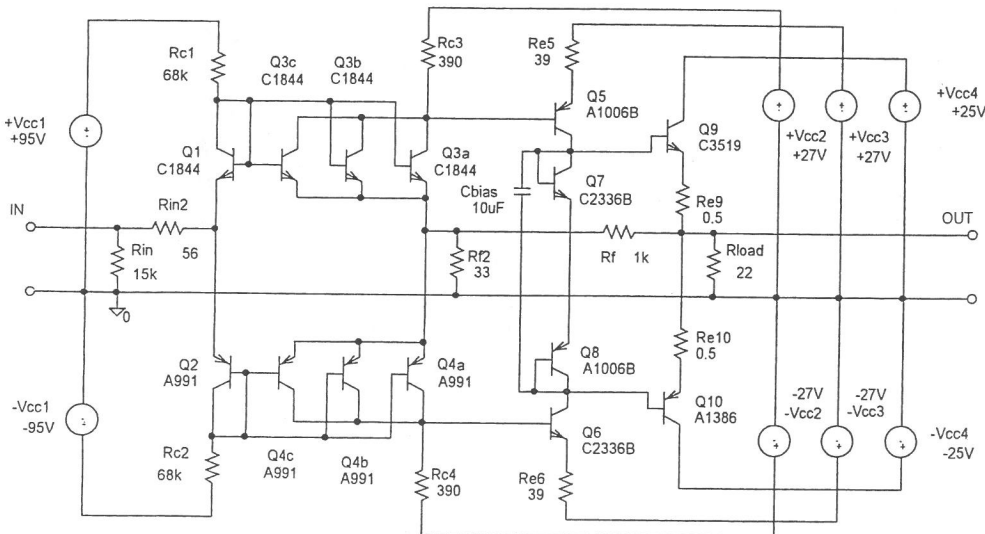 Rc1
68k
Q3c
C1844
Q3b
C1844
Rc3
390
Re5
39
Q5
A1006B
+Vcc1
+95V
Q1
C1844
Q3a
C1844
Q9
C3519
+Vcc2
+27V
+Vcc3
+27V
+Vcc4
+25V
Cbias
10uF
Q7
C2336B
Re9
0.5
IN
Rin2
56
Rin
15k
Rf2
33
Rf 1k
Rload
22
OUT
0
Q2
A991
Q4a
A991
Q8
A1006B
Re10
0.5
Q10
A1386
-Vcc1
-95V
Rc2
68k
Q4c
A991
Q4b
A991
Rc4
390
Q6
C2336B
Re6
39
-27V
-Vcc2
-27V
-Vcc3
-Vcc4
-25V